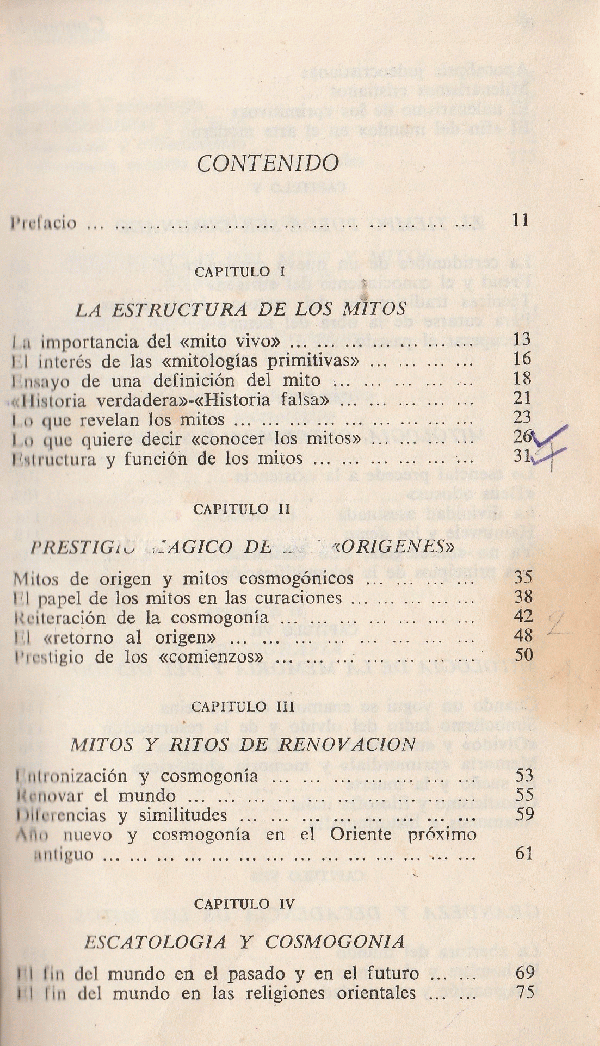 CONTENIDO
Prefacio ... ... ... ... ... ... ... ... ... ... ... ... ... ... ... 11
CAPITULO I
LA ESTRUCTURA DE LOS MITOS
La importancia del «mito vivo» ... ... ... ... ... ... ... 13
El interés de las «mitologías primitivas» ... ... ... ... 16
Ensayo de una definición del mito ... ... ... ... ... 18
«Historia verdadera»-«Historia falsa» ... ... ... ... ... 21
Lo que revelan los mitos ... ... ... ... ... ... ... ... ... 23
Lo que quiere decir «conocer los mitos» ... ... ... ... 26
Estructura y función de los mitos ... ... ... ... ... ... 31
CAPITULO II
PRESTIGIO MAGICO DE «ORIGENES»
Mitos de origen y mitos cosmogónicos ... ... ... ... 35
El papel de los mitos en las curaciones ... ... ... ... ... 38
Reiteración de la cosmogonía ... ... ... ... ... ... ... 42
El «retorno al origen» ... ... ... ... ... ... ... ... ... 48
Prestigio de los «comienzos» ... ... ... ... ... ... ... ... 50
CAPITULO III
MITOS Y RITOS DE RENOVACION
Entronización y cosmogonía ... ... ... ... ... ... ... ... 53
Renovar el mundo ... ... ... ... ... ... ... ... ... ... ... 55
Diferencias y similitudes ... ... ... ... ... ... ... ... ... 59
Año nuevo y cosmogonía en el Oriente próximo
antiguo ... ... ... ... ... ... ... ... ... ... ... ... ... ... 61
CAPITULO IV
ESCATOLOGIA Y COSMOGONIA
El fin del mundo en el pasado y en el futuro ... ... 69
El fin del mundo en las religiones orientales ... ... 75